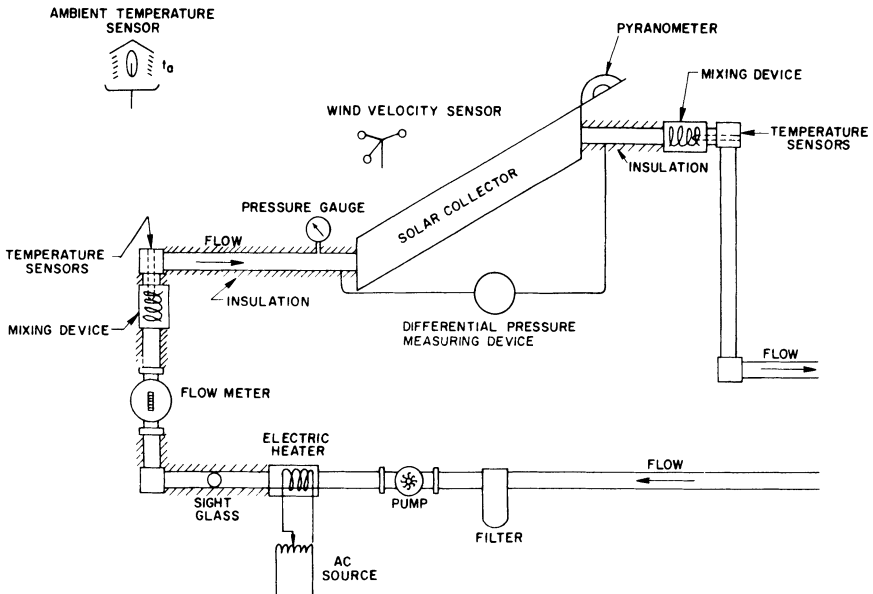 AMBIENT TEMPERATURE
SENSOR
ta
PYRANOMETER
MIXING DEVICE
WIND VELOCITY SENSOR
TEMPERATURE
SENSORS
INSULATION
SOLAR COLLECTOR
PRESSURE GAUGE
FLOW
TEMPERATURE
SENSORS
INSULATION
MIXING DEVICE
DIFFERENTIAL PRESSURE
MEASURING DEVICE
FLOW
FLOW METER
ELECTRIC
HEATER
FLOW
SIGHT
GLASS
PUMP
FILTER
AC
SOURCE